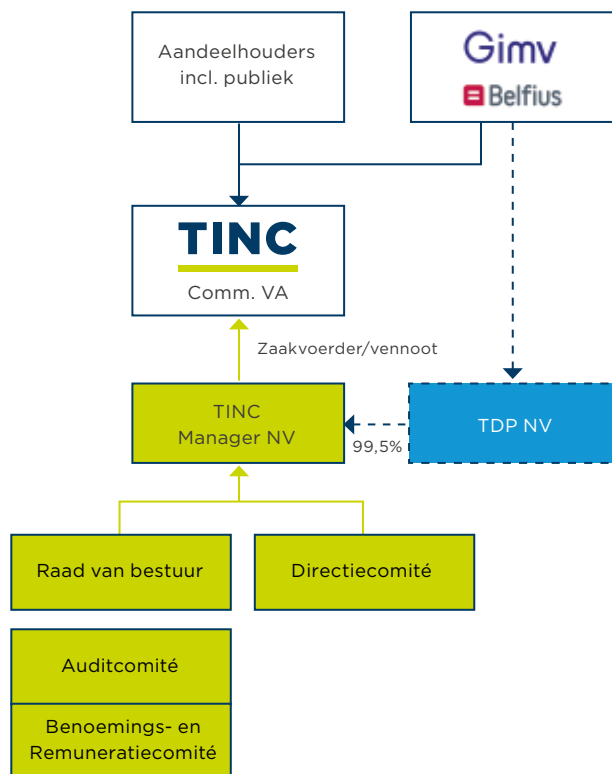 Aandeelhouders
incl. publiek
Gimv
Belfius
TINC
Comm. VA
Zaakvoerder/vennoot
TINC
Manager NV
99,5%
TDP NV
Raad van bestuur
Directiecomité
Auditcomité
Benoemings- en
Remuneratiecomité